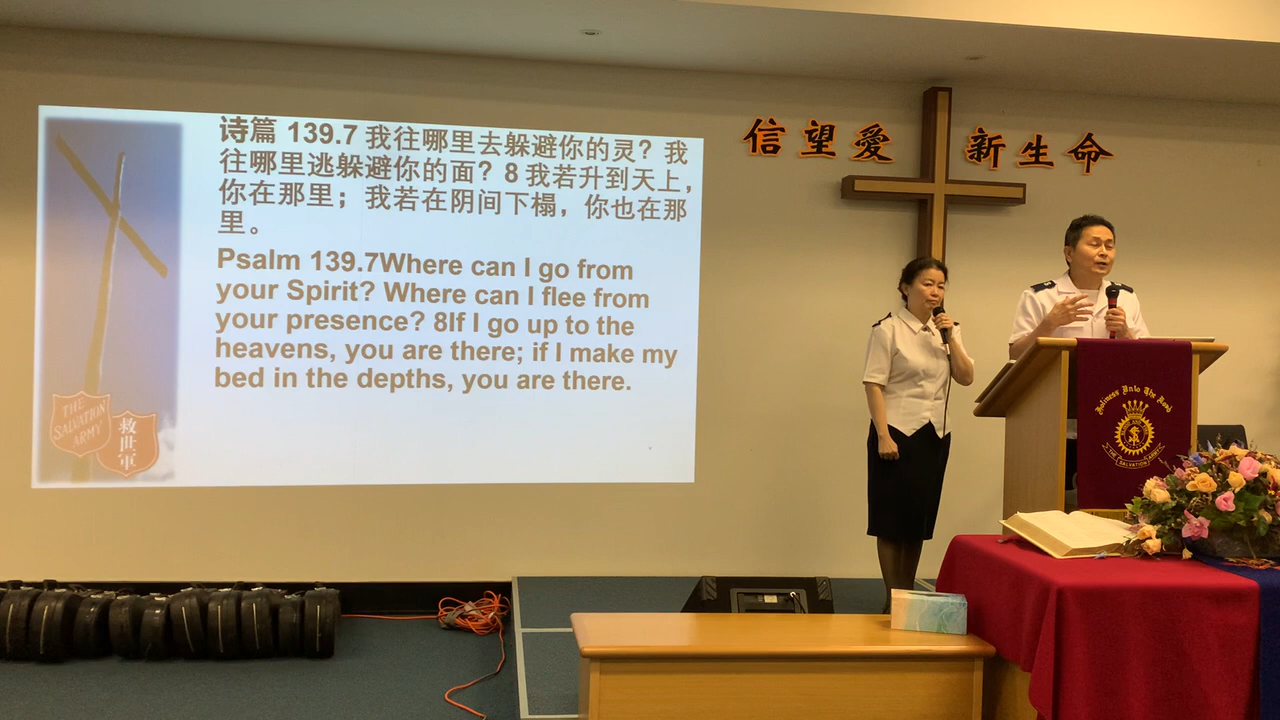 诗篇 139.7 我往哪里去躲避你的灵？我
往哪里逃躲避你的面？8 我若升到天上，
你在那里；我若在阴间下榻，你也在那
里。
Psalm 139.7Where can I go from
your Spirit? Where can I flee from
your presence? 8If I go up to the
heavens, you are there; if I make my
bed in the depths, you are there.
THE
SALVATION
ARMY
救世軍
信望愛 新生命
Holiness Unto The Lord
THE SALVATION ARMY